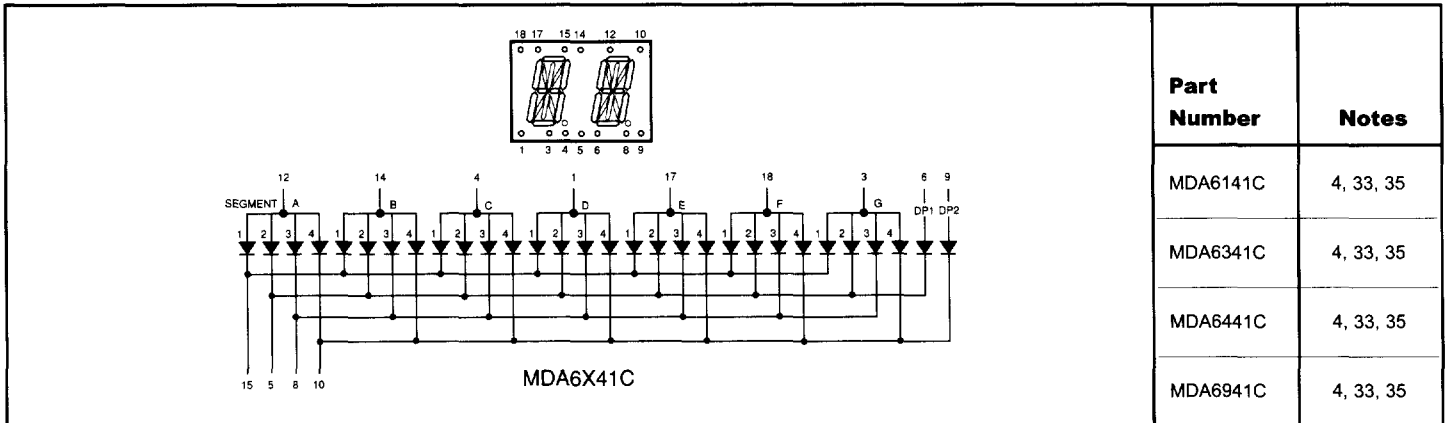 18 17 15 14 12 10
1 3 4 5 6 8 9
12 14 4 1 17 18 3 6 9
SEGMENT A B C D E F G DP1 DP2
1 2 3 4 1 2 3 4 1 2 3 4 1 2 3 4 1 2 3 4 1 2 3 4 1 2 3 4
15 5 8 10
MDA6X41C
Part
Number Notes
MDA6141C 4, 33, 35
MDA6341C 4, 33, 35
MDA6441C 4, 33, 35
MDA6941C 4, 33, 35